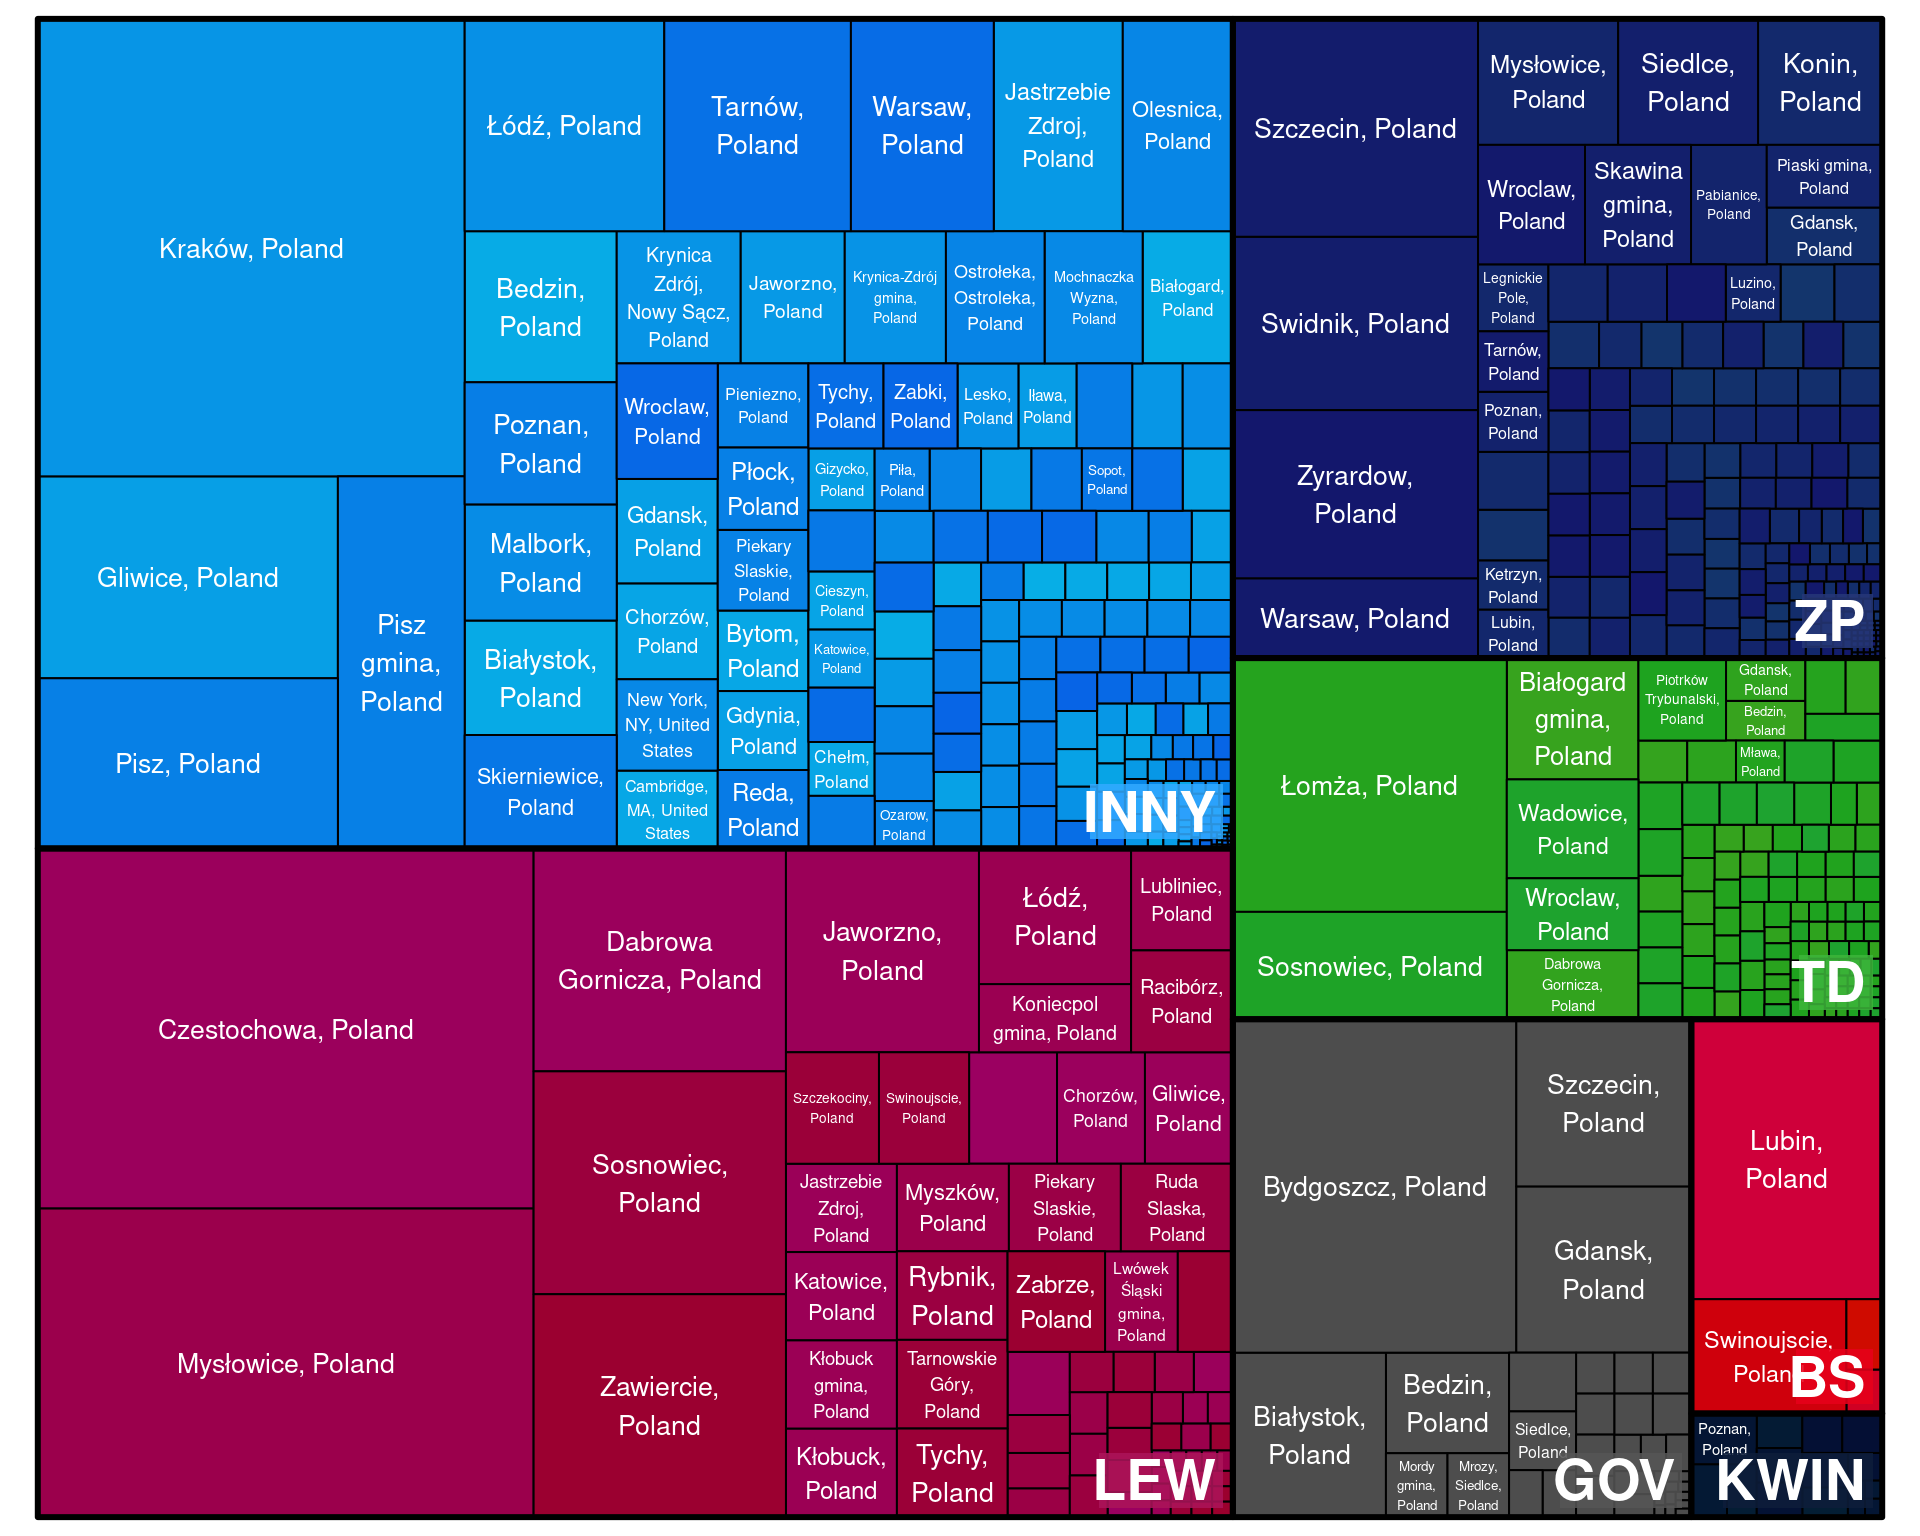 Kraków, Poland
Gliwice, Poland
Pisz, Poland
Pisz
gmina,
Poland
Łódź, Poland
Tarnów,
Poland
Warsaw,
Poland
Jastrzebie
Zdroj,
Poland
Olesnica,
Poland
Bedzin,
Poland
Poznan,
Poland
Malbork,
Poland
Białystok,
Poland
Skierniewice,
Poland
Krynica
Zdrój,
Nowy Sącz,
Poland
Jaworzno,
Poland
Krynica-Zdrój
gmina,
Poland
Ostrołeka,
Ostroleka,
Poland
Mochnaczka
Wyzna,
Poland
Białogard,
Poland
Wroclaw,
Poland
Gdansk,
Poland
Chorzów,
Poland
New York,
NY, United
States
Cambridge,
MA, United
States
Pieniezno,
Poland
Płock,
Poland
Piekary
Slaskie,
Poland
Bytom,
Poland
Gdynia,
Poland
Reda,
Poland
Tychy,
Poland
Zabki,
Poland
Lesko,
Poland
Iława,
Poland
Gizycko,
Poland
Piła,
Poland
Sopot,
Poland
Cieszyn,
Poland
Katowice,
Poland
Chełm,
Poland
Ozarow,
Poland
INNY
Czestochowa, Poland
Mysłowice, Poland
Dabrowa
Gornicza, Poland
Sosnowiec,
Poland
Zawiercie,
Poland
Jaworzno,
Poland
Łódź,
Poland
Koniecpol
gmina, Poland
Lubliniec,
Poland
Racibórz,
Poland
Szczekociny,
Poland
Swinoujscie,
Poland
Chorzów,
Poland
Gliwice,
Poland
Jastrzebie
Zdroj,
Poland
Myszków,
Poland
Piekary
Slaskie,
Poland
Ruda
Slaska,
Poland
Katowice,
Poland
Rybnik,
Poland
Zabrze,
Poland
Lwówek
Śląski
gmina,
Poland
Kłobuck
gmina,
Poland
Tarnowskie
Góry,
Poland
Kłobuck,
Poland
Tychy,
Poland
LEW
Szczecin, Poland
Swidnik, Poland
Zyrardow,
Poland
Warsaw, Poland
Mysłowice,
Poland
Siedlce,
Poland
Konin,
Poland
Wroclaw,
Poland
Skawina
gmina,
Poland
Pabianice,
Poland
Piaski gmina,
Poland
Gdansk,
Poland
Legnickie
Pole,
Poland
Luzino,
Poland
Tarnów,
Poland
Poznan,
Poland
Ketrzyn,
Poland
Lubin,
Poland
ZP
Łomża, Poland
Sosnowiec, Poland
Białogard
gmina,
Poland
Wadowice,
Poland
Wroclaw,
Poland
Dabrowa
Gornicza,
Poland
Piotrków
Trybunalski,
Poland
Gdansk,
Poland
Bedzin,
Poland
Mława,
Poland
TD
Bydgoszcz, Poland
Szczecin,
Poland
Gdansk,
Poland
Białystok,
Poland
Bedzin,
Poland
Mordy
gmina,
Poland
Mrozy,
Siedlce,
Poland
Siedlce,
Poland
GOV
Lubin,
Poland
Swinoujscie,
Poland
BS
Poznan,
Poland
KWIN